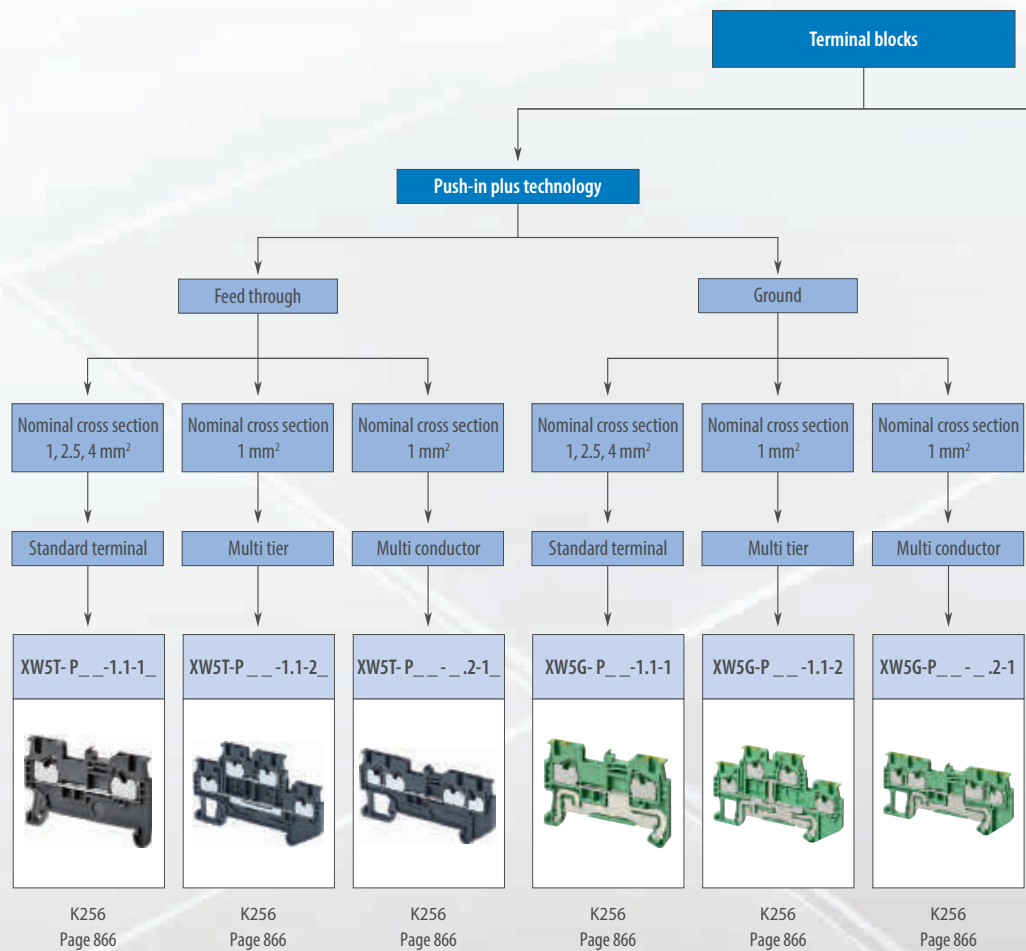 Terminal blocks
Push-in plus technology
Feed through
Ground
Nominal cross section
1, 2.5, 4 mm²
Nominal cross section
1 mm²
Nominal cross section
1 mm²
Nominal cross section
1, 2.5, 4 mm²
Nominal cross section
1 mm²
Nominal cross section
1 mm²
Standard terminal
Multi tier
Multi conductor
Standard terminal
Multi tier
Multi conductor
XW5T- P_ _-1.1-1_
XW5T-P_ _-1.1-2_
XW5T- P_ _- _.2-1_
XW5G- P_ _-1.1-1
XW5G-P_ _-1.1-2
XW5G-P_ _- _.2-1
K256
Page 866
K256
Page 866
K256
Page 866
K256
Page 866
K256
Page 866
K256
Page 866